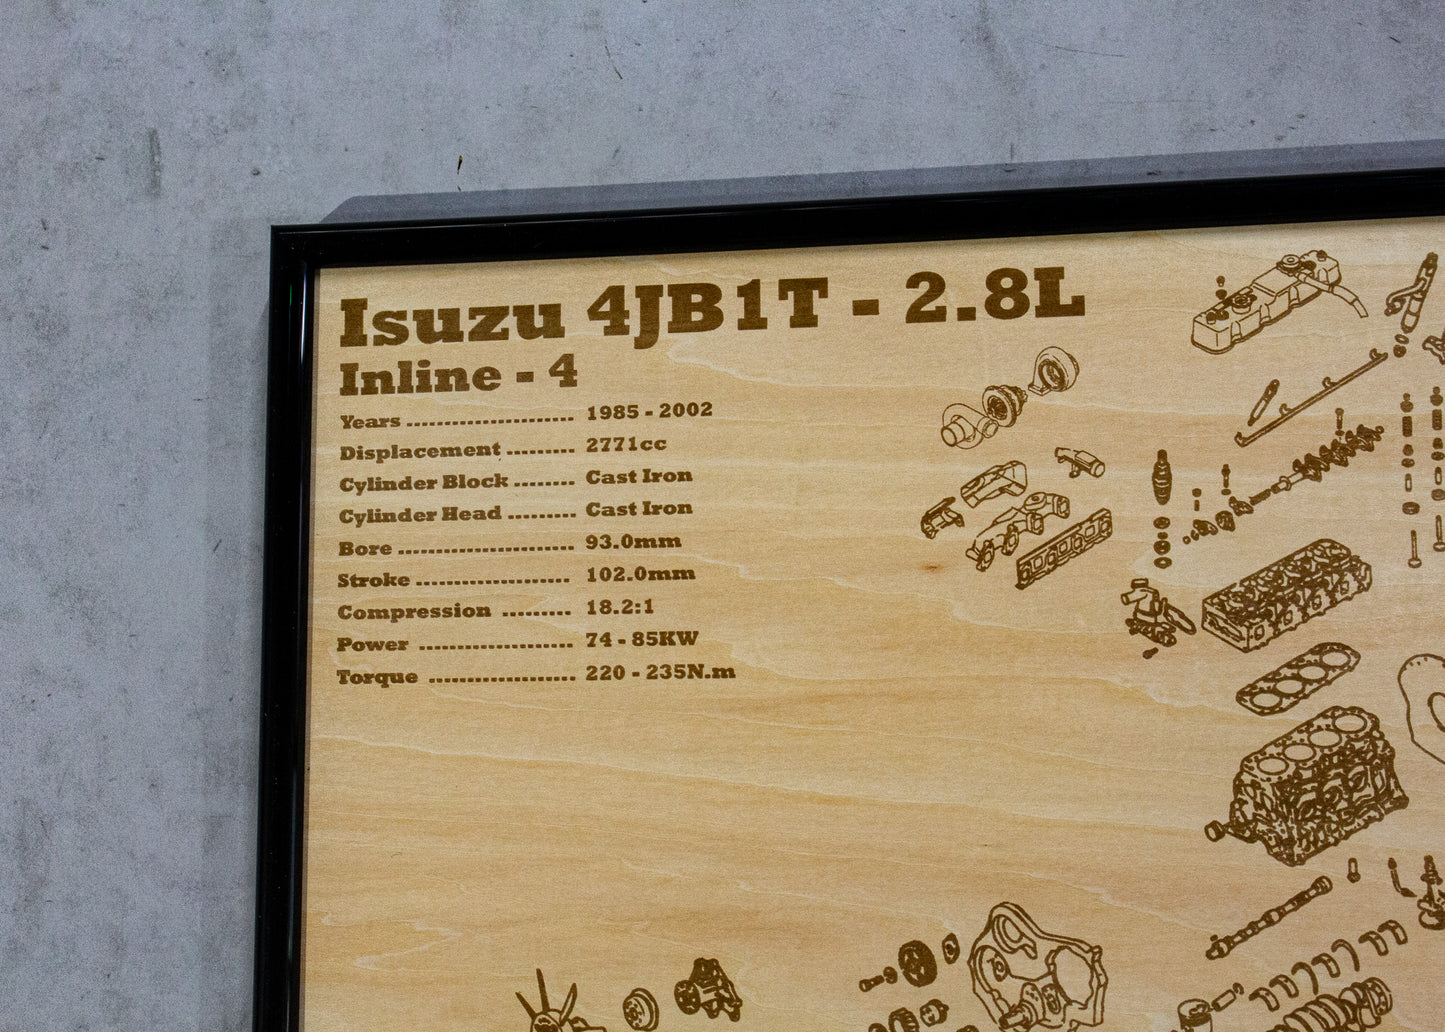 Isuzu 4JB1T - 2.8L
Inline - 4
Years ........................ 1985 - 2002
Displacement .......... 2771cc
Cylinder Block ......... Cast Iron
Cylinder Head .......... Cast Iron
Bore .......................... 93.0mm
Stroke ...................... 102.0mm
Compression .......... 18.2:1
Power ...................... 74 - 85KW
Torque ..................... 220 - 235N.m